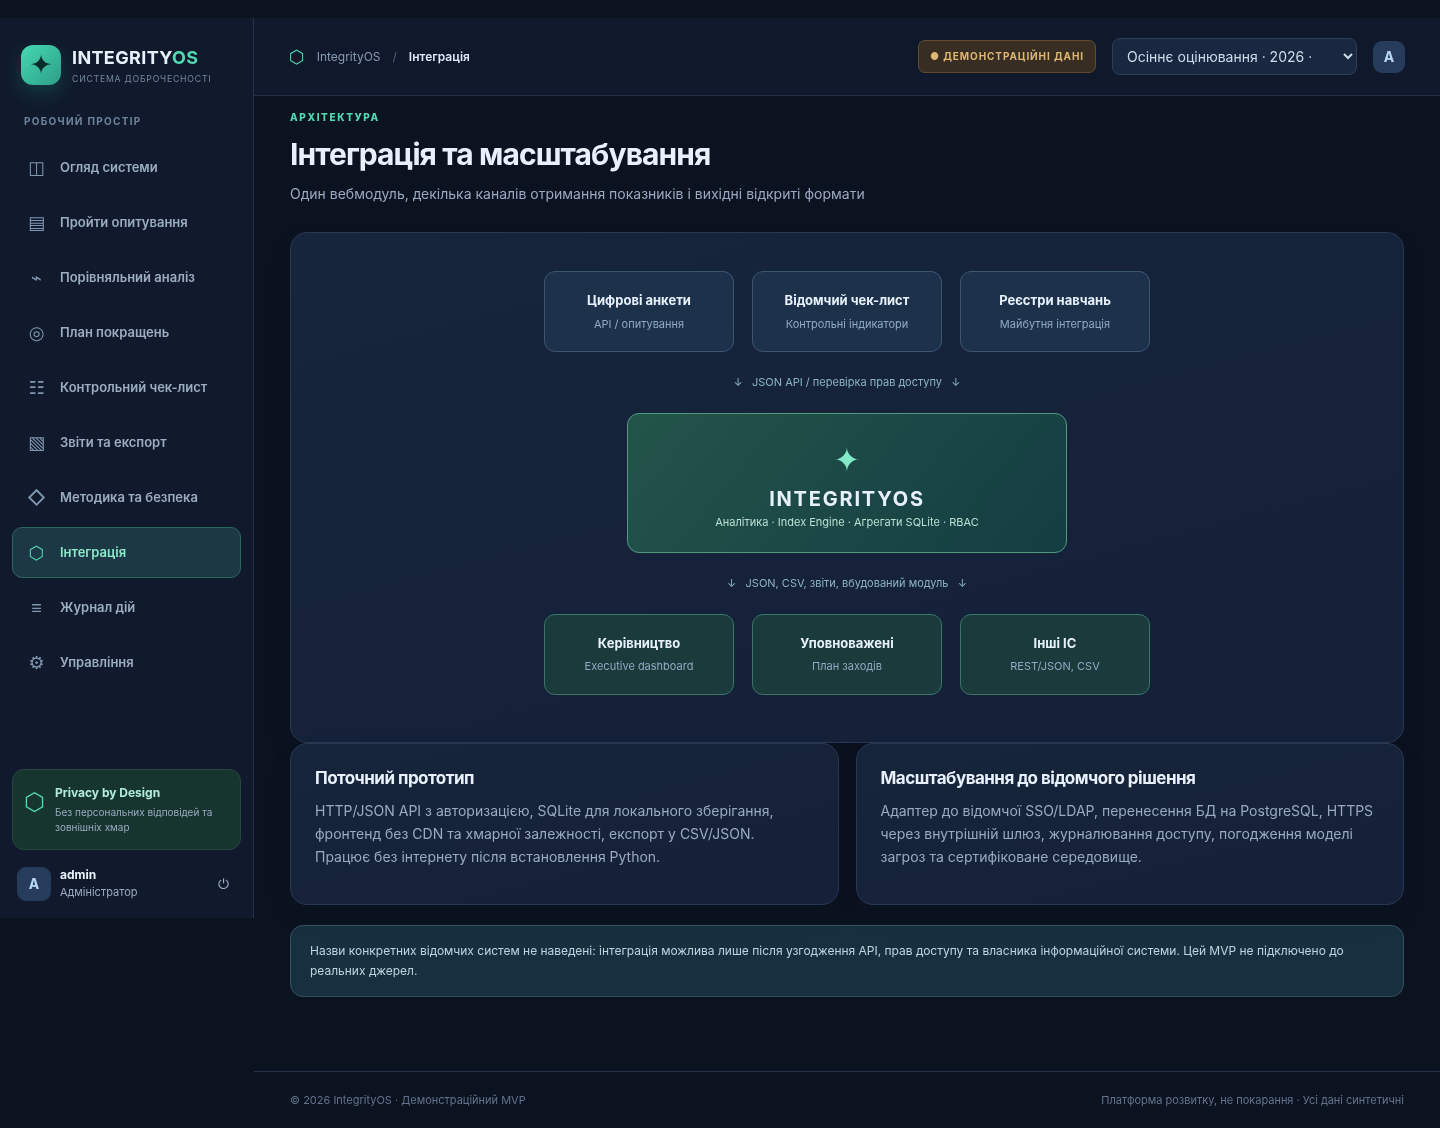 INTEGRITYOS
СИСТЕМА ДОБРОЧЕСНОСТІ
РОБОЧИЙ ПРОСТІР
Огляд системи
Пройти опитування
Порівняльний аналіз
План покращень
Контрольний чек-лист
Звіти та експорт
Методика та безпека
Інтеграція
Журнал дій
Управління
Privacy by Design
Без персональних відповідей та
зовнішніх хмар
A
admin
Адміністратор
IntegrityOS / Інтеграція
ДЕМОНСТРАЦІЙНІ ДАНІ
Осіннє оцінювання · 2026 ·
A
АРХІТЕКТУРА
Інтеграція та масштабування
Один вебмодуль, декілька каналів отримання показників і вихідні відкриті формати
Цифрові анкети
API / опитування
Відомчий чек-лист
Контрольні індикатори
Реєстри навчань
Майбутня інтеграція
↓ JSON API / перевірка прав доступу ↓
INTEGRITYOS
Аналітика · Index Engine · Агрегати SQLite · RBAC
↓ JSON, CSV, звіти, вбудований модуль ↓
Керівництво
Executive dashboard
Уповноважені
План заходів
Інші ІС
REST/JSON, CSV
Поточний прототип
HTTP/JSON API з авторизацією, SQLite для локального зберігання,
фронтенд без CDN та хмарної залежності, експорт у CSV/JSON.
Працює без інтернету після встановлення Python.
Масштабування до відомчого рішення
Адаптер до відомчої SSO/LDAP, перенесення БД на PostgreSQL, HTTPS
через внутрішній шлюз, журналювання доступу, погодження моделі
загроз та сертифіковане середовище.
Назви конкретних відомчих систем не наведені: інтеграція можлива лише після узгодження API, прав доступу та власника інформаційної системи. Цей MVP не підключено до
реальних джерел.
© 2026 IntegrityOS · Демонстраційний MVP
Платформа розвитку, не покарання · Усі дані синтетичні